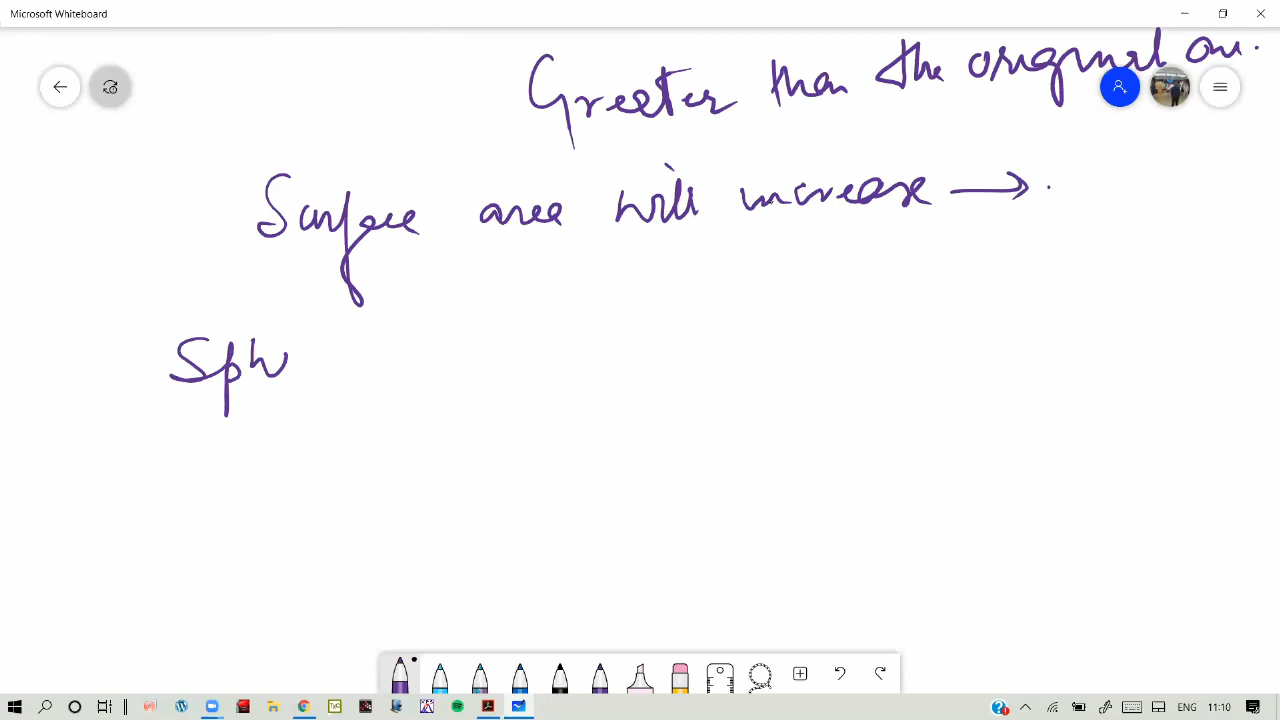 Microsoft Whiteboard
Greater than the original one.
Surface area will increase →
Sph
ENG 11:10